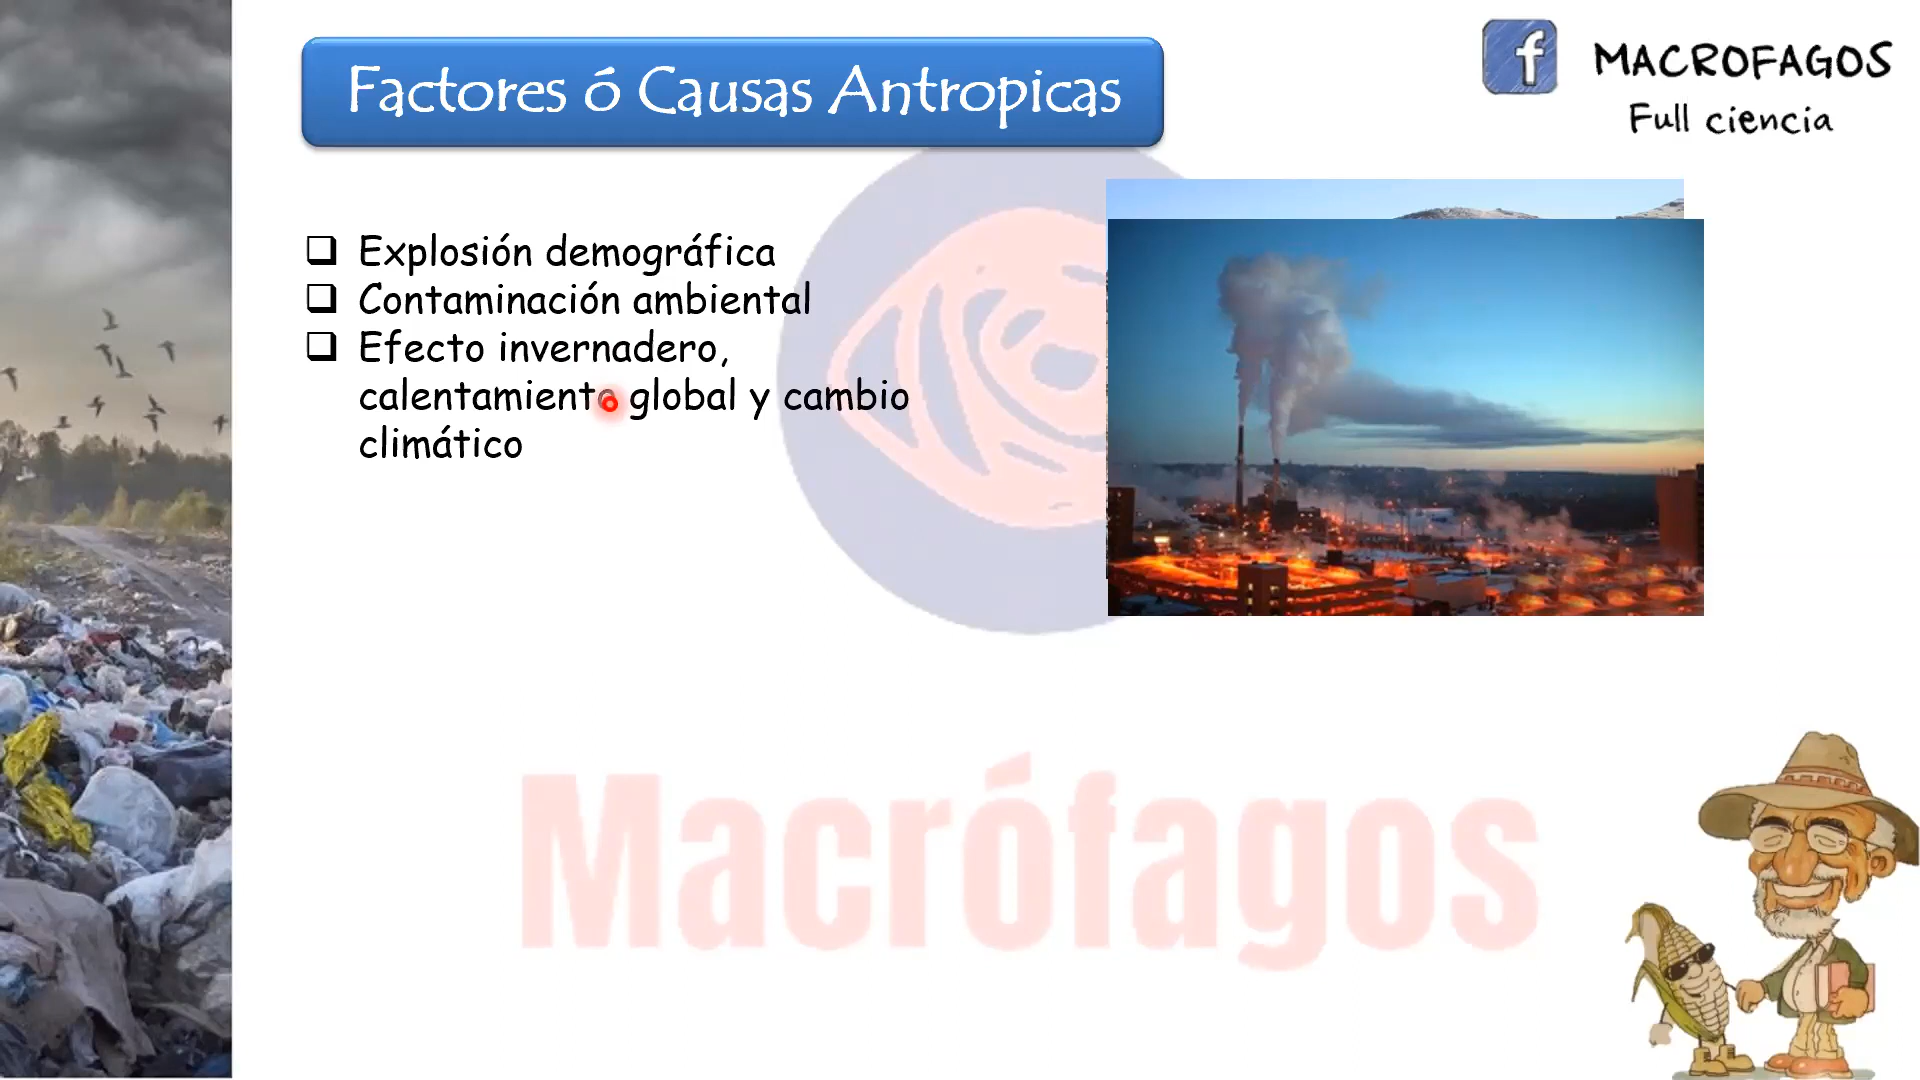 Factores ó Causas Antropicas
MACROFAGOS
Full ciencia
Explosión demográfica
Contaminación ambiental
Efecto invernadero,
calentamiento global y cambio
climático
Macrófagos